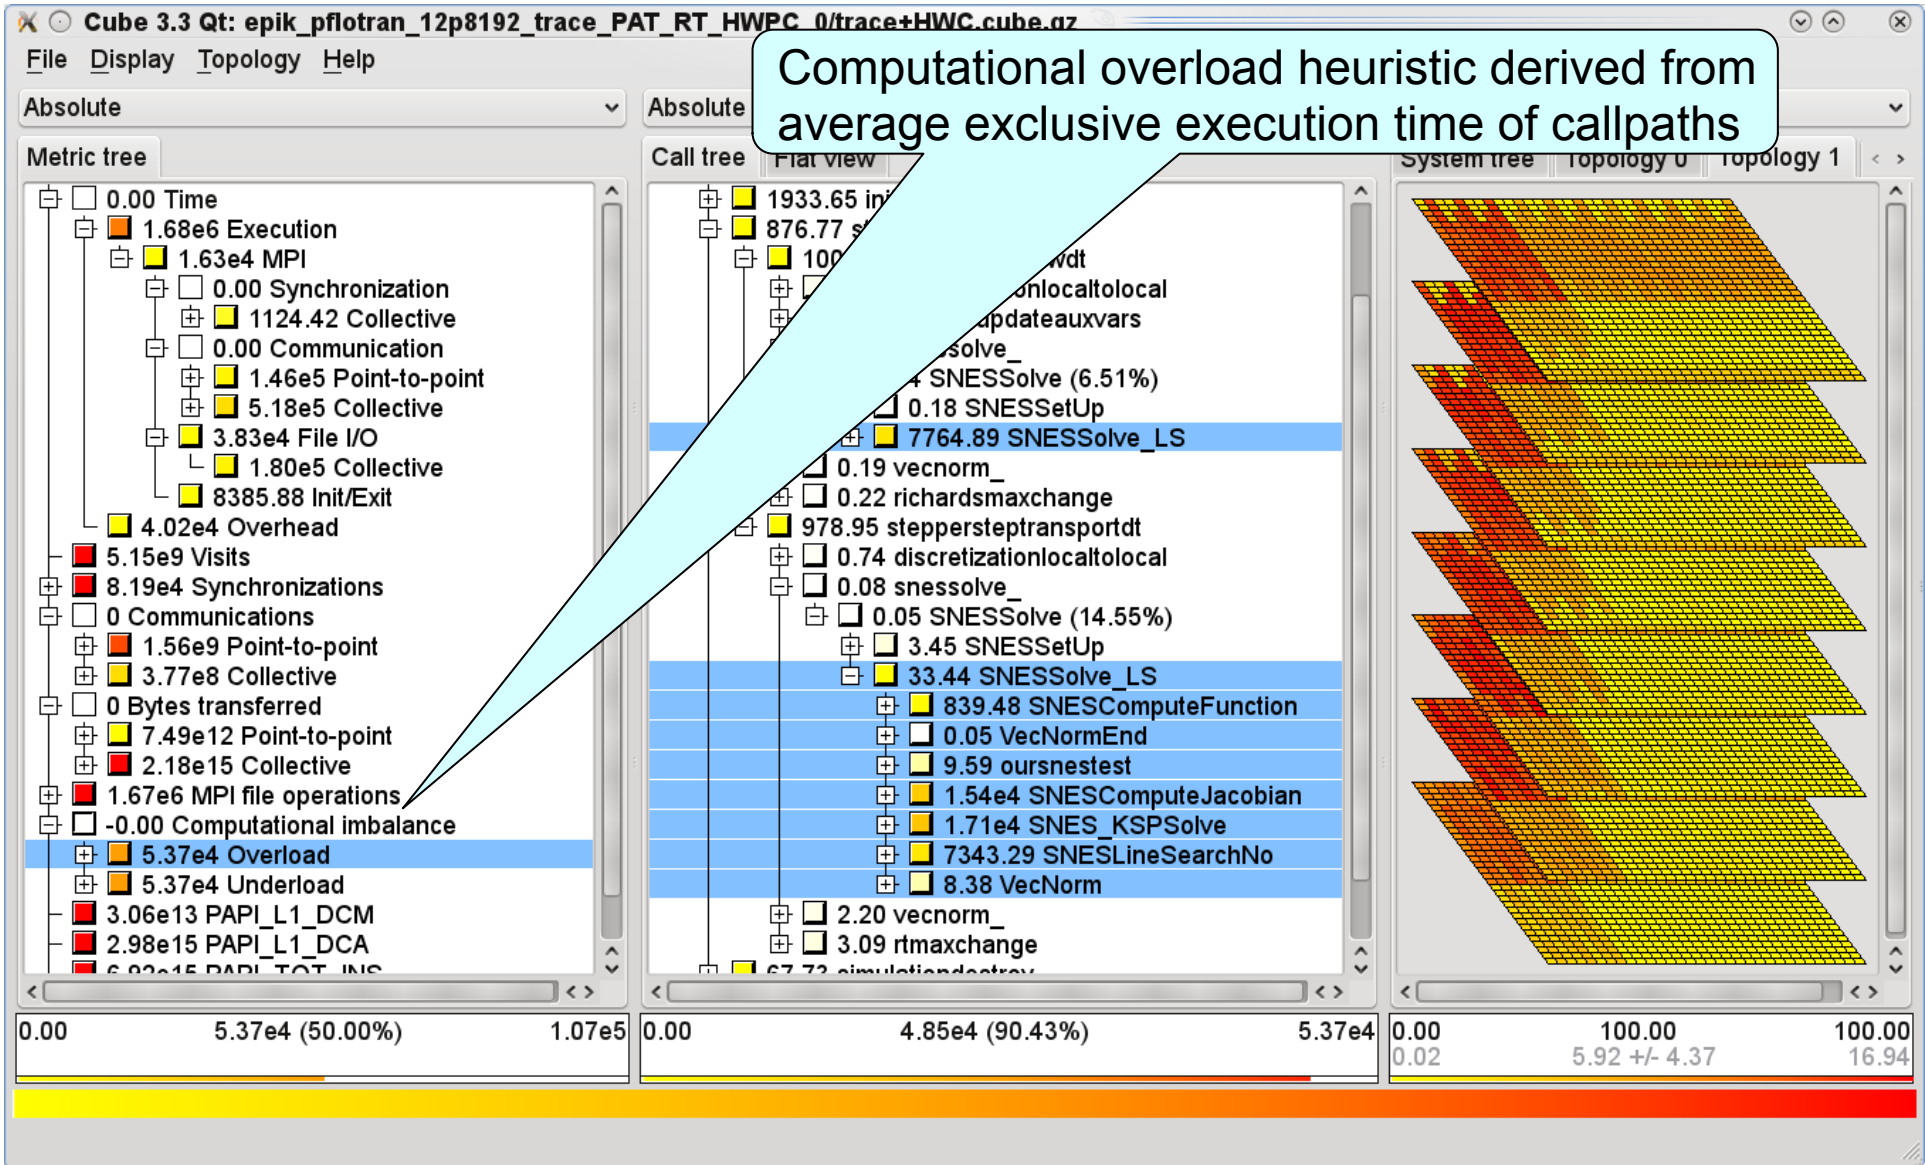 Cube 3.3 Qt: epik_pflotran_12p8192_trace_PAT_RT_HWPC_0/trace+HWC.cube.gz
File Display Topology Help
Computational overload heuristic derived from
average exclusive execution time of callpaths
Absolute
Absolute
Metric tree
0.00 Time
1.68e6 Execution
1.63e4 MPI
0.00 Synchronization
1124.42 Collective
0.00 Communication
1.46e5 Point-to-point
5.18e5 Collective
3.83e4 File I/O
1.80e5 Collective
8385.88 Init/Exit
4.02e4 Overhead
5.15e9 Visits
8.19e4 Synchronizations
0 Communications
1.56e9 Point-to-point
3.77e8 Collective
0 Bytes transferred
7.49e12 Point-to-point
2.18e15 Collective
1.67e6 MPI file operations
-0.00 Computational imbalance
5.37e4 Overload
5.37e4 Underload
3.06e13 PAPI_L1_DCM
2.98e15 PAPI_L1_DCA
6.92e15 PAPI_TOT_INS
0.00 5.37e4 (50.00%) 1.07e5
Call tree Flat view
1933.65
876.77
SNESSolve (6.51%)
0.18 SNESSetUp
7764.89 SNESSolve_LS
0.19 vecnorm_
0.22 richardsmaxchange
978.95 steppersteptransportdt
0.74 discretizationlocaltolocal
0.08 snessolve_
0.05 SNESSolve (14.55%)
3.45 SNESSetUp
33.44 SNESSolve_LS
839.48 SNESComputeFunction
0.05 VecNormEnd
9.59 oursnestest
1.54e4 SNESComputeJacobian
1.71e4 SNES_KSPSolve
7343.29 SNESLineSearchNo
8.38 VecNorm
2.20 vecnorm_
3.09 rtmaxchange
67.73 simulationdestroy
0.00 4.85e4 (90.43%) 5.37e4
System tree Topology 0 Topology 1
0.00 100.00 100.00
0.02 5.92 +/- 4.37 16.94